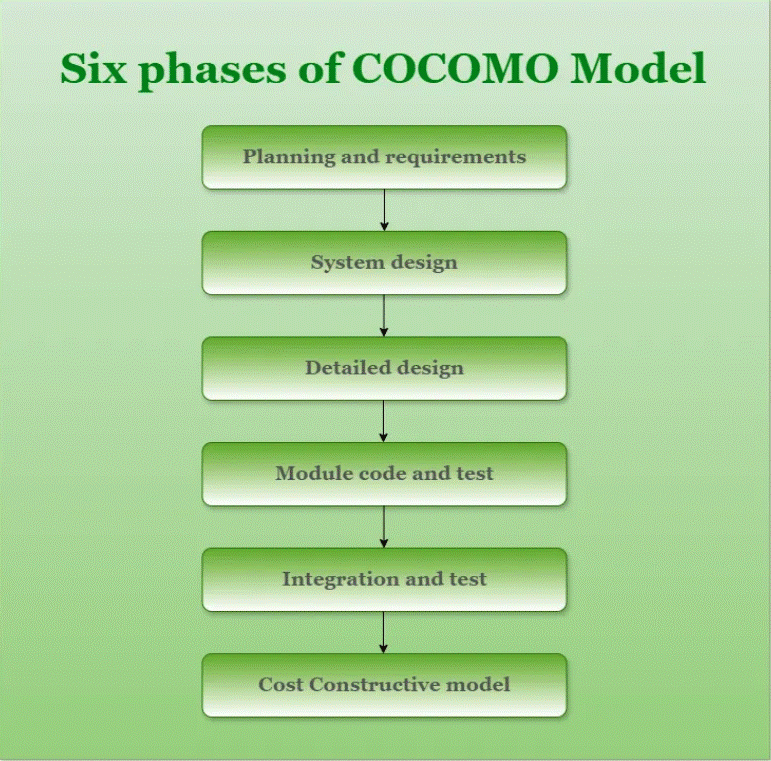 Six phases of COCOMO Model
Planning and requirements
System design
Detailed design
Module code and test
Integration and test
Cost Constructive model